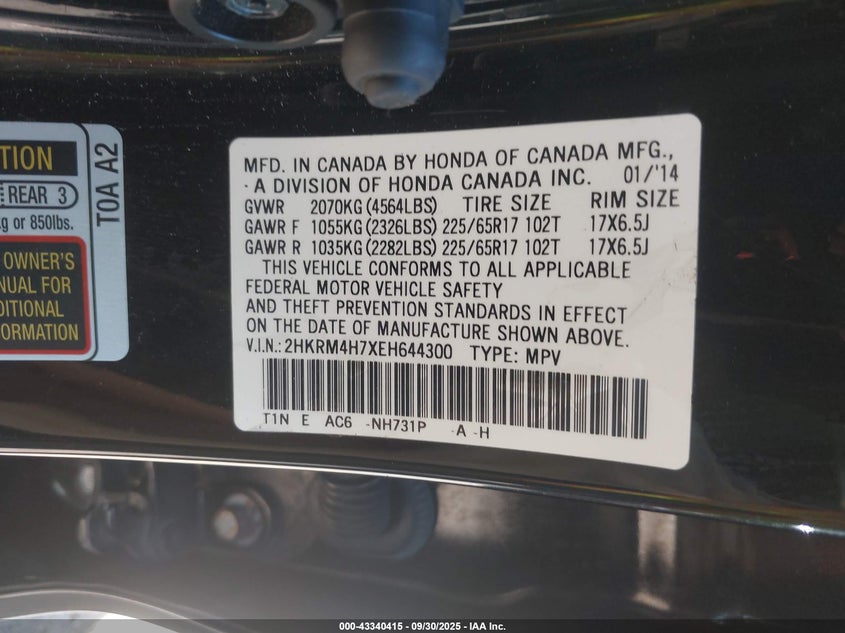 TION
REAR 3
kg or 850lbs.
OWNER'S
NUAL FOR
DITIONAL
FORMATION
T0A A2
MFD. IN CANADA BY HONDA OF CANADA MFG.,
A DIVISION OF HONDA CANADA INC. 01/'14
GVWR 2070KG (4564LBS) TIRE SIZE RIM SIZE
GAWR F 1055KG (2326LBS) 225/65R17 102T 17X6.5J
GAWR R 1035KG (2282LBS) 225/65R17 102T 17X6.5J
THIS VEHICLE CONFORMS TO ALL APPLICABLE
FEDERAL MOTOR VEHICLE SAFETY
AND THEFT PREVENTION STANDARDS IN EFFECT
ON THE DATE OF MANUFACTURE SHOWN ABOVE.
V.I.N.: 2HKRM4H7XEH644300 TYPE: MPV
T1N E AC6 -NH731P -A -H
000-43340415 - 09/30/2025 - IAA Inc.